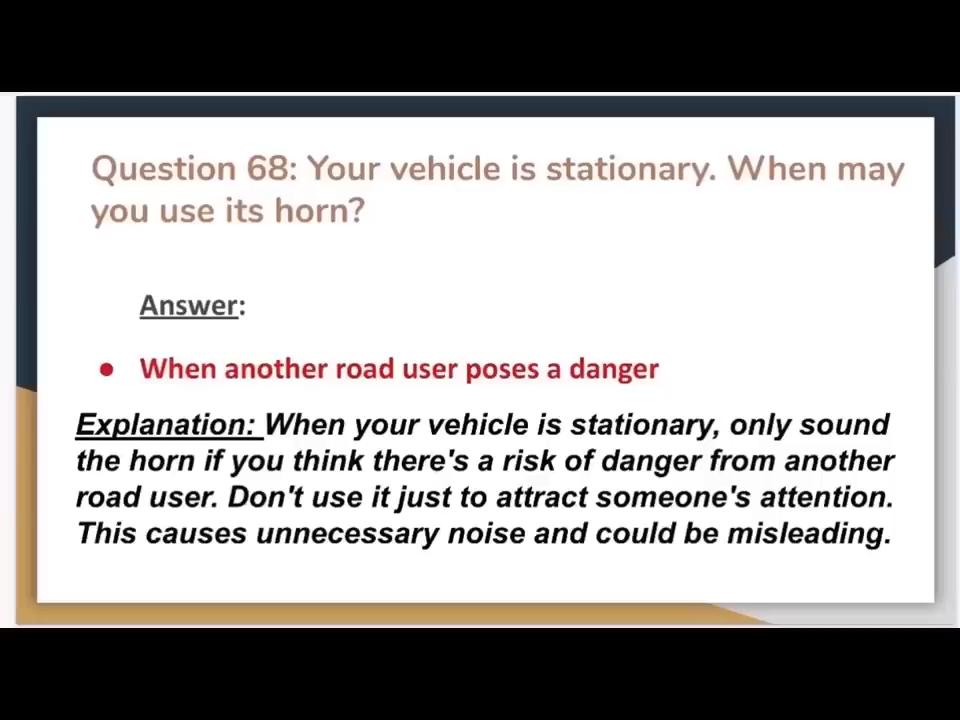 Question 68: Your vehicle is stationary. When may
you use its horn?
Answer:
● When another road user poses a danger
Explanation: When your vehicle is stationary, only sound
the horn if you think there's a risk of danger from another
road user. Don't use it just to attract someone's attention.
This causes unnecessary noise and could be misleading.